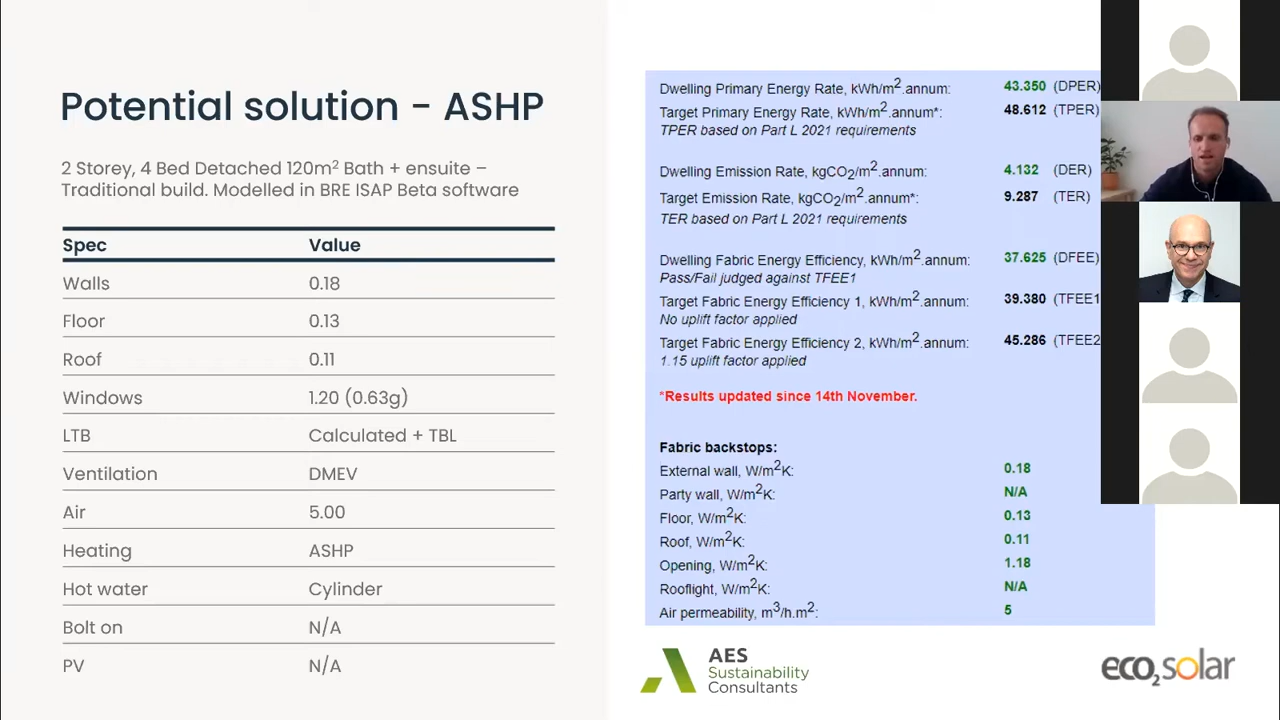 Potential solution - ASHP
2 Storey, 4 Bed Detached 120m² Bath + ensuite –
Traditional build. Modelled in BRE ISAP Beta software
Spec Value
Walls 0.18
Floor 0.13
Roof 0.11
Windows 1.20 (0.63g)
LTB Calculated + TBL
Ventilation DMEV
Air 5.00
Heating ASHP
Hot water Cylinder
Bolt on N/A
PV N/A
Dwelling Primary Energy Rate, kWh/m².annum: 43.350 (DPER)
Target Primary Energy Rate, kWh/m².annum*: 48.612 (TPER)
TPER based on Part L 2021 requirements
Dwelling Emission Rate, kgCO₂/m².annum: 4.132 (DER)
Target Emission Rate, kgCO₂/m².annum*: 9.287 (TER)
TER based on Part L 2021 requirements
Dwelling Fabric Energy Efficiency, kWh/m².annum: 37.625 (DFEE)
Pass/Fail judged against TFEE1
Target Fabric Energy Efficiency 1, kWh/m².annum: 39.380 (TFEE1
No uplift factor applied
Target Fabric Energy Efficiency 2, kWh/m².annum: 45.286 (TFEE2
1.15 uplift factor applied
*Results updated since 14th November.
Fabric backstops:
External wall, W/m²K: 0.18
Party wall, W/m²K: N/A
Floor, W/m²K: 0.13
Roof, W/m²K: 0.11
Opening, W/m²K: 1.18
Rooflight, W/m²K: N/A
Air permeability, m³/h.m²: 5
AES
Sustainability
Consultants
eco₂solar